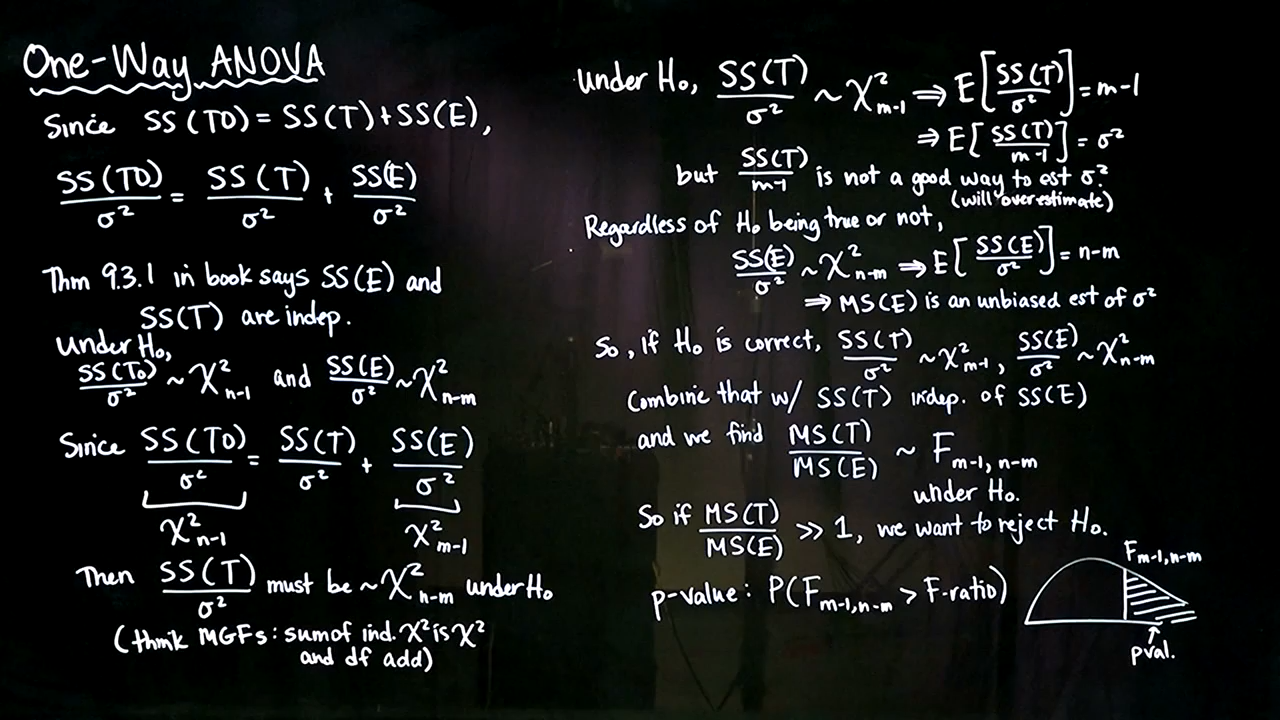 One-Way ANOVA
Since SS(TO) = SS(T) + SS(E),
SS(TO)/σ² = SS(T)/σ² + SS(E)/σ²
Thm 9.3.1 in book says SS(E) and
SS(T) are indep.
Under H₀,
SS(TO)/σ² ~ χ²ₙ₋₁ and SS(E)/σ² ~ χ²ₙ₋ₘ
Since SS(TO)/σ² = SS(T)/σ² + SS(E)/σ²
χ²ₙ₋₁ χ²ₘ₋₁
Then SS(T)/σ² must be ~ χ²ₙ₋ₘ under H₀
(think MGFs: sum of ind. χ² is χ²
and df add)
under H₀, SS(T)/σ² ~ χ²ₘ₋₁ ⇒ E[SS(T)/σ²] = m-1
⇒ E[SS(T)/m-1] = σ²
but SS(T)/m-1 is not a good way to est σ².
(will overestimate)
Regardless of H₀ being true or not,
SS(E)/σ² ~ χ²ₙ₋ₘ ⇒ E[SS(E)/σ²] = n-m
⇒ MS(E) is an unbiased est of σ²
So, if H₀ is correct, SS(T)/σ² ~ χ²ₘ₋₁, SS(E)/σ² ~ χ²ₙ₋ₘ
Combine that w/ SS(T) indep. of SS(E)
and we find MS(T)/MS(E) ~ Fₘ₋₁,ₙ₋ₘ
under H₀.
So if MS(T)/MS(E) >> 1, we want to reject H₀.
p-value: P(Fₘ₋₁,ₙ₋ₘ > F-ratio)
Fₘ₋₁,ₙ₋ₘ
pval.